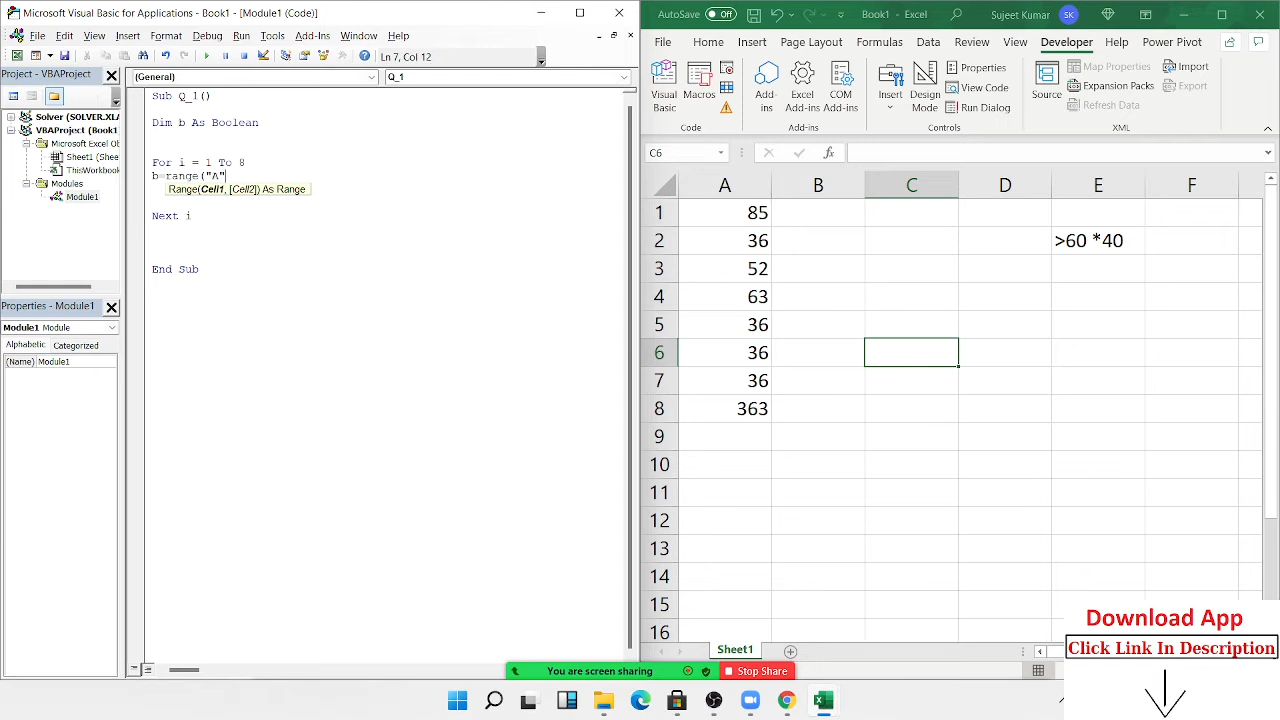 Microsoft Visual Basic for Applications - Book1 - [Module1 (Code)]
File Edit View Insert Format Debug Run Tools Add-Ins Window Help
Ln 7, Col 12
Project - VBAProject
Solver (SOLVER.XLA
VBAProject (Book1
Microsoft Excel Ob
Sheet1 (Shee
ThisWorkbook
Modules
Module1
Properties - Module1
Module1 Module
Alphabetic Categorized
(Name) Module1
(General) Q_1
Sub Q_1()
Dim b As Boolean
For i = 1 To 8
b=range("A"
Range(Cell1, [Cell2]) As Range
Next i
End Sub
AutoSave Off Book1 - Excel Sujeet Kumar SK
File Home Insert Page Layout Formulas Data Review View Developer Help Power Pivot
Visual Basic
Macros
Code
Add-ins
Excel Add-ins
COM Add-ins
Add-ins
Insert
Design Mode
Properties
View Code
Run Dialog
Controls
Source
Map Properties
Expansion Packs
Refresh Data
Import
Export
XML
C6 fx
A B C D E F
1 85
2 36 >60 *40
3 52
4 63
5 36
6 36
7 36
8 363
9
10
11
12
13
14
15
16
Sheet1
You are screen sharing Stop Share
Download App
Click Link In Description